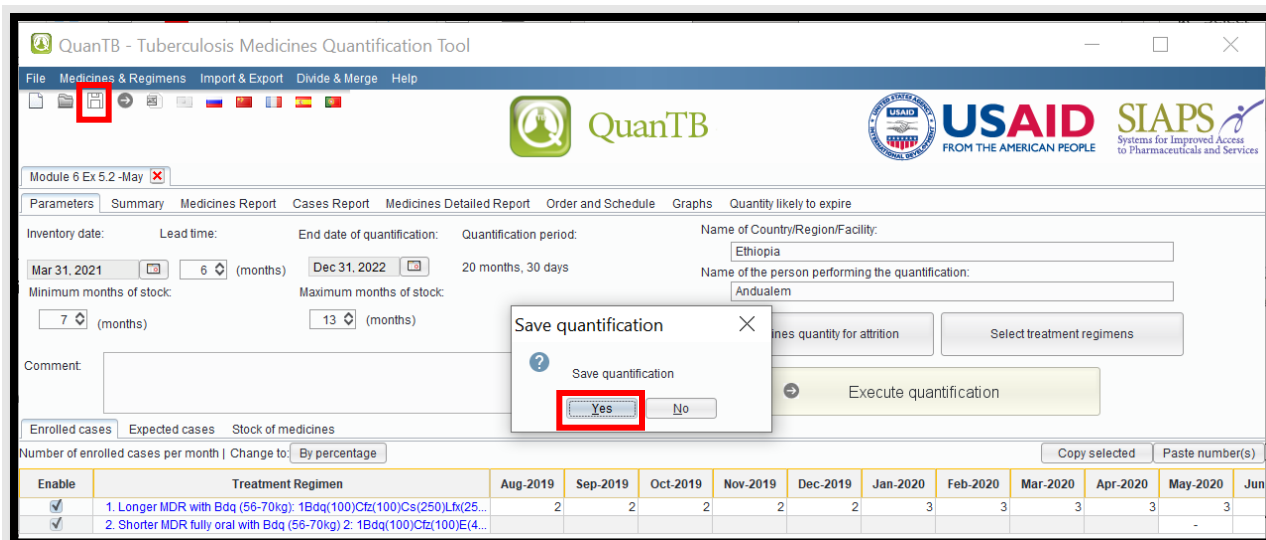 QuanTB - Tuberculosis Medicines Quantification Tool
File Medicines & Regimens Import & Export Divide & Merge Help
QuanTB
UNITED STATES AGENCY
USAID
INTERNATIONAL DEVELOPMENT
USAID
FROM THE AMERICAN PEOPLE
SIAPS
Systems for Improved Access
to Pharmaceuticals and Services
Module 6 Ex 5.2 -May
Parameters Summary Medicines Report Cases Report Medicines Detailed Report Order and Schedule Graphs Quantity likely to expire
Inventory date: Lead time: End date of quantification: Quantification period: Name of Country/Region/Facility:
Ethiopia
Mar 31, 2021 6 (months) Dec 31, 2022 20 months, 30 days Name of the person performing the quantification:
Minimum months of stock: Maximum months of stock: Andualem
7 (months) 13 (months)
Save quantification
quantity for attrition Select treatment regimens
Comment:
Save quantification
Yes No
Execute quantification
Enrolled cases Expected cases Stock of medicines
Number of enrolled cases per month | Change to: By percentage Copy selected Paste number(s)
Enable Treatment Regimen Aug-2019 Sep-2019 Oct-2019 Nov-2019 Dec-2019 Jan-2020 Feb-2020 Mar-2020 Apr-2020 May-2020 Jun
1. Longer MDR with Bdq (56-70kg): 1Bdq(100)Cfz(100)Cs(250)Lfx(25... 2 2 2 2 2 3 3 3 3 3
2. Shorter MDR fully oral with Bdq (56-70kg) 2: 1Bdq(100)Cfz(100)E(4... -